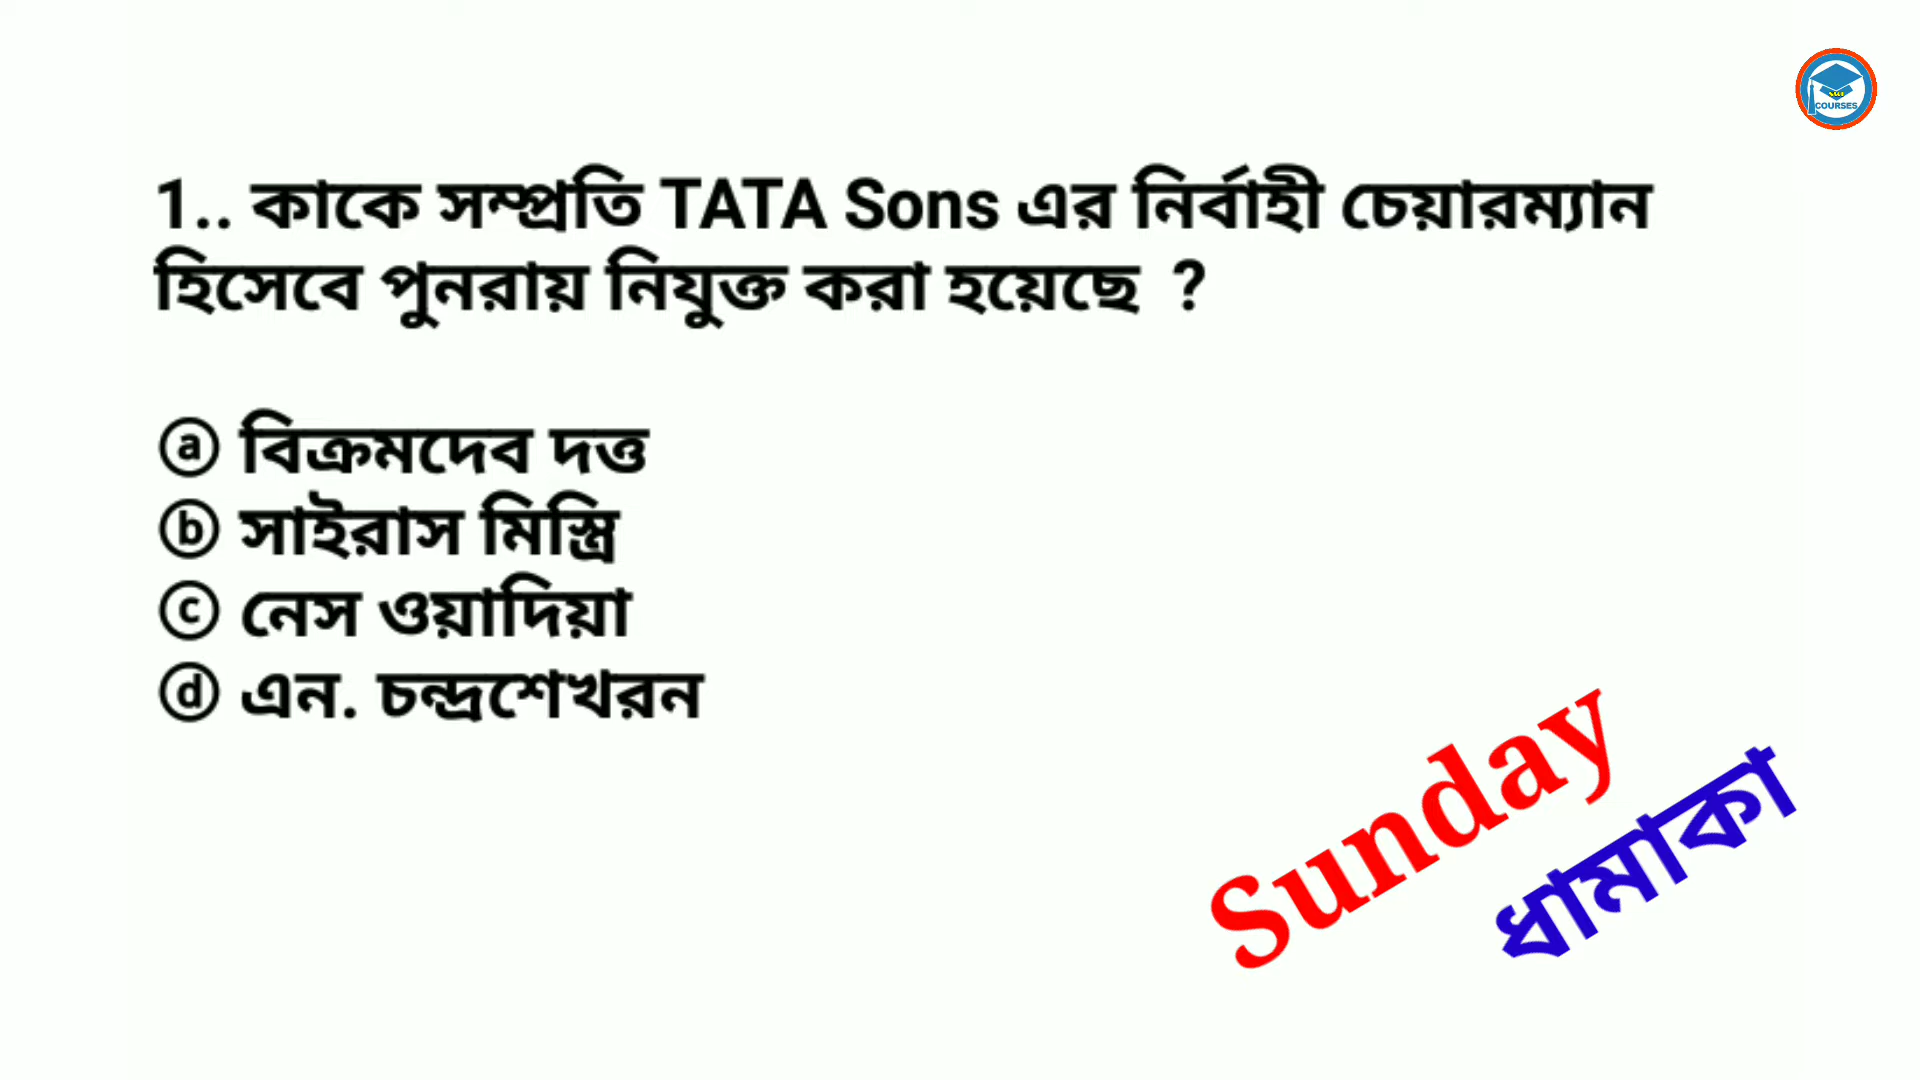 COURSES
1.. কাকে সম্প্রতি TATA Sons এর নির্বাহী চেয়ারম্যান
হিসেবে পুনরায় নিযুক্ত করা হয়েছে ?
ⓐ বিক্রমদেব দত্ত
ⓑ সাইরাস মিস্ত্রি
ⓒ নেস ওয়াদিয়া
ⓓ এন. চন্দ্রশেখরন
Sunday
ধামাকা